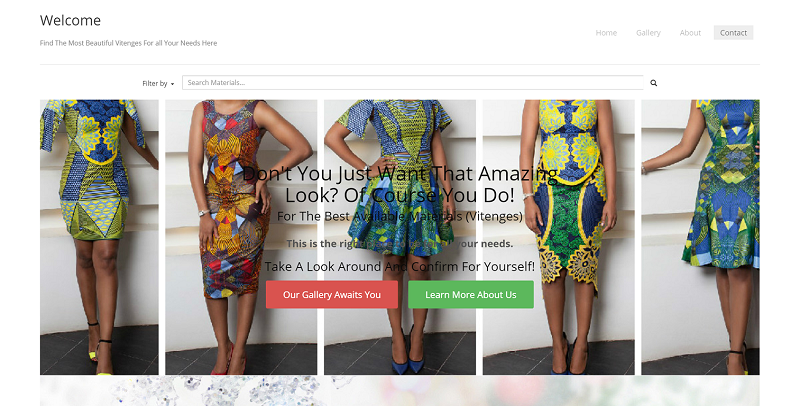 Welcome
Find The Most Beautiful Vitenges For all Your Needs Here
Home Gallery About Contact
Filter by Search Materials...
Don't You Just Want That Amazing
Look? Of Course You Do!
For The Best Available Materials (Vitenges)
This is the right your needs.
Take A Look Around And Confirm For Yourself!
Our Gallery Awaits You Learn More About Us